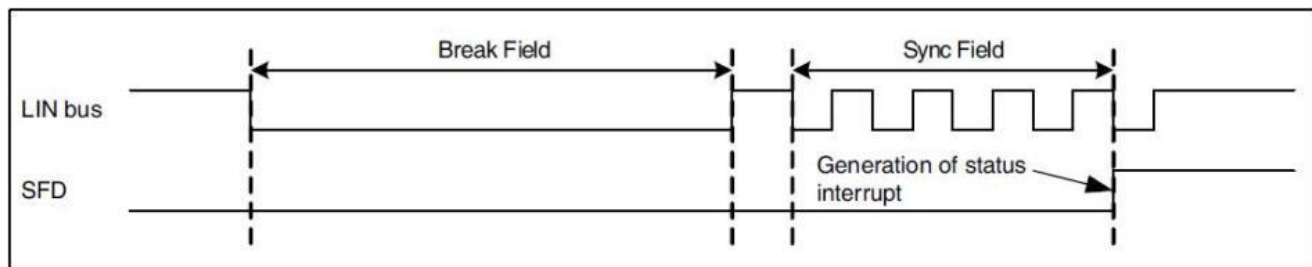 Break Field
Sync Field
LIN bus
Generation of status
interrupt
SFD